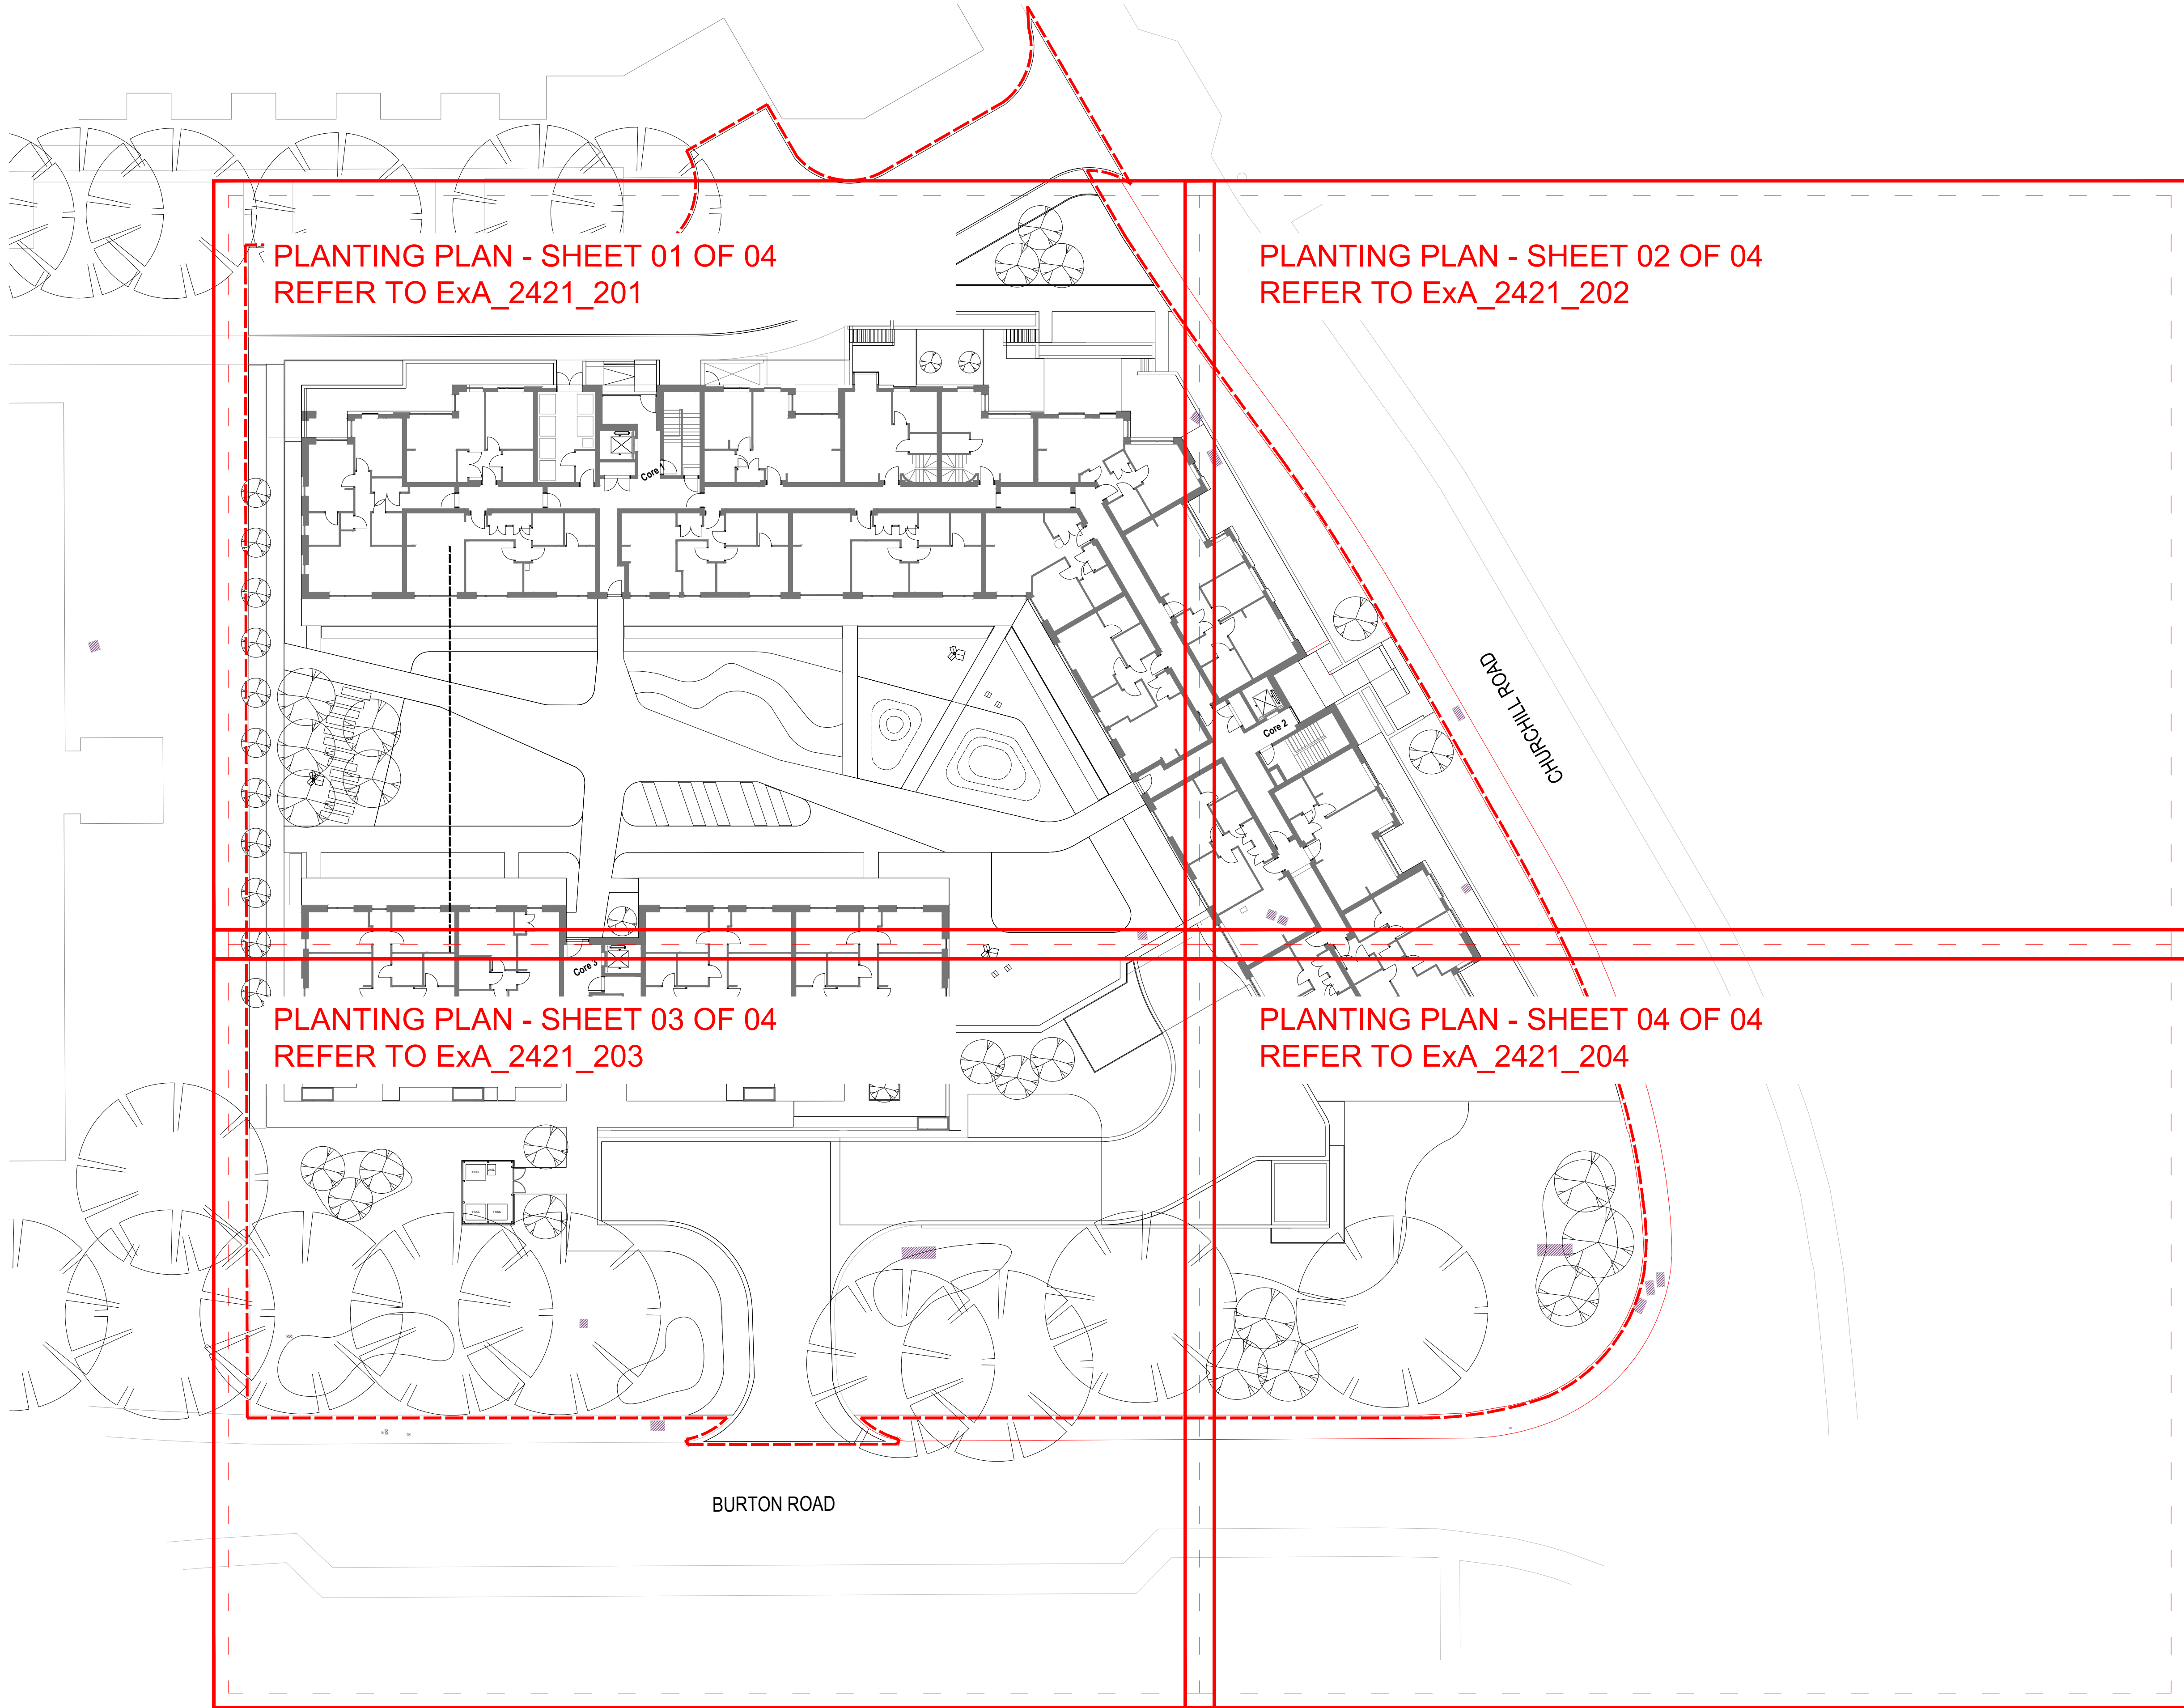 PLANTING PLAN - SHEET 01 OF 04
REFER TO ExA_2421_201
PLANTING PLAN - SHEET 02 OF 04
REFER TO ExA_2421_202
Core 1
CHURCHILL ROAD
Core 2
Core 3
PLANTING PLAN - SHEET 03 OF 04
REFER TO ExA_2421_203
PLANTING PLAN - SHEET 04 OF 04
REFER TO ExA_2421_204
BURTON ROAD